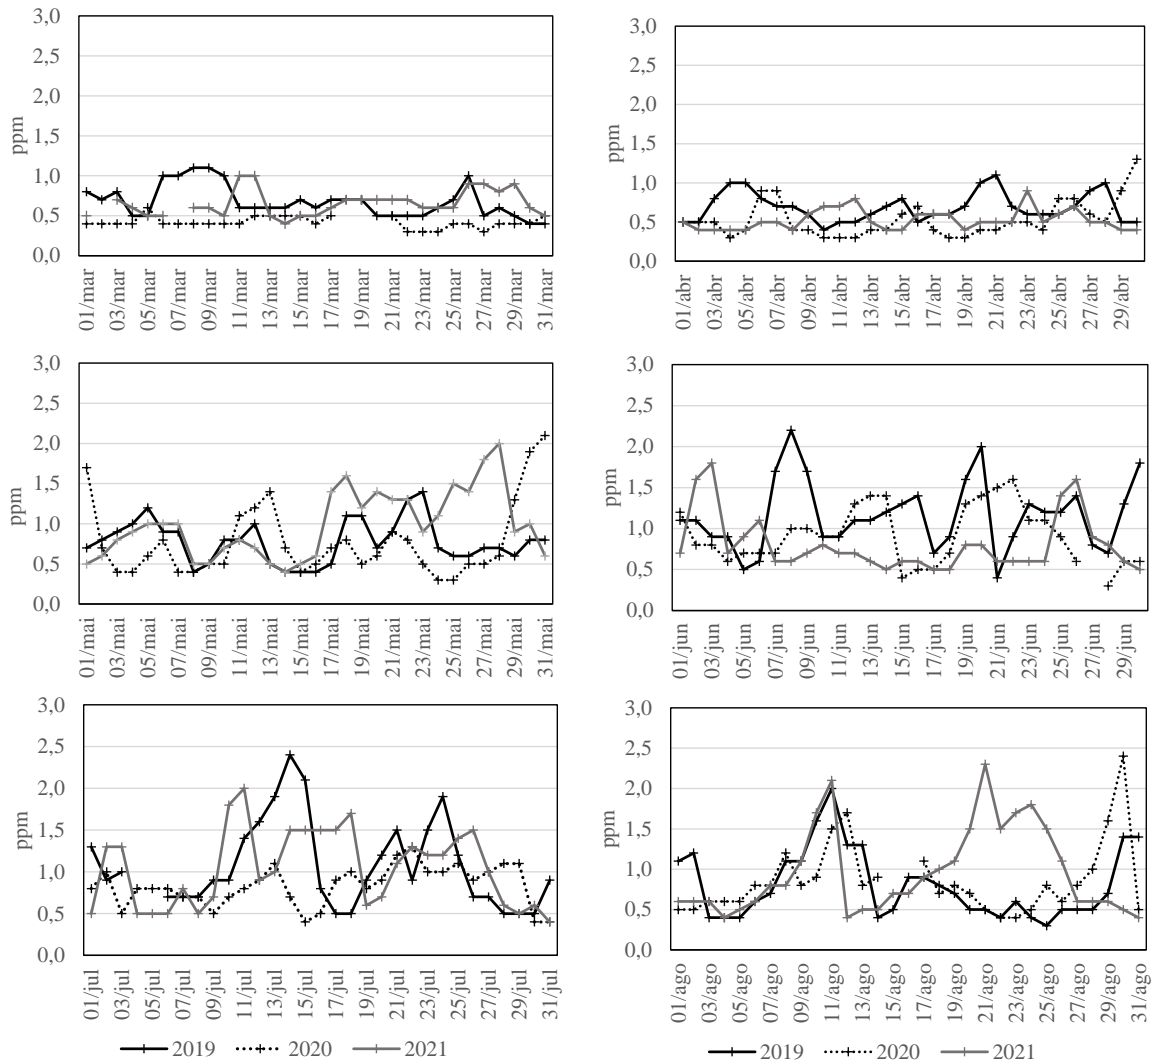 3,0
2,5
2,0
1,5
1,0
0,5
0,0
ppm
01/mar
03/mar
05/mar
07/mar
09/mar
11/mar
13/mar
15/mar
17/mar
19/mar
21/mar
23/mar
25/mar
27/mar
29/mar
31/mar
3,0
2,5
2,0
1,5
1,0
0,5
0,0
ppm
01/abr
03/abr
05/abr
07/abr
09/abr
11/abr
13/abr
15/abr
17/abr
19/abr
21/abr
23/abr
25/abr
27/abr
29/abr
3,0
2,5
2,0
1,5
1,0
0,5
0,0
ppm
01/mai
03/mai
05/mai
07/mai
09/mai
11/mai
13/mai
15/mai
17/mai
19/mai
21/mai
23/mai
25/mai
27/mai
29/mai
31/mai
3,0
2,5
2,0
1,5
1,0
0,5
0,0
ppm
01/jun
03/jun
05/jun
07/jun
09/jun
11/jun
13/jun
15/jun
17/jun
19/jun
21/jun
23/jun
25/jun
27/jun
29/jun
3,0
2,5
2,0
1,5
1,0
0,5
0,0
ppm
01/jul
03/jul
05/jul
07/jul
09/jul
11/jul
13/jul
15/jul
17/jul
19/jul
21/jul
23/jul
25/jul
27/jul
29/jul
31/jul
2019 2020 2021
3,0
2,5
2,0
1,5
1,0
0,5
0,0
ppm
01/ago
03/ago
05/ago
07/ago
09/ago
11/ago
13/ago
15/ago
17/ago
19/ago
21/ago
23/ago
25/ago
27/ago
29/ago
31/ago
2019 2020 2021